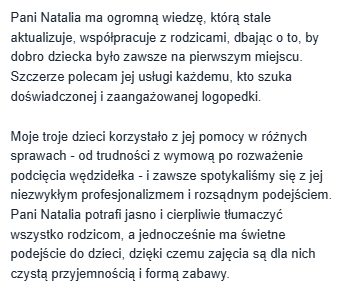 Pani Natalia ma ogromną wiedzę, którą stale
aktualizuje, współpracuje z rodzicami, dbając o to, by
dobro dziecka było zawsze na pierwszym miejscu.
Szczerze polecam jej usługi każdemu, kto szuka
doświadczonej i zaangażowanej logopedki.

Moje troje dzieci korzystało z jej pomocy w różnych
sprawach - od trudności z wymową po rozważenie
podcięcia wędzidełka - i zawsze spotykaliśmy się z jej
niezwykłym profesjonalizmem i rozsądnym podejściem.
Pani Natalia potrafi jasno i cierpliwie tłumaczyć
wszystko rodzicom, a jednocześnie ma świetne
podejście do dzieci, dzięki czemu zajęcia są dla nich
czystą przyjemnością i formą zabawy.